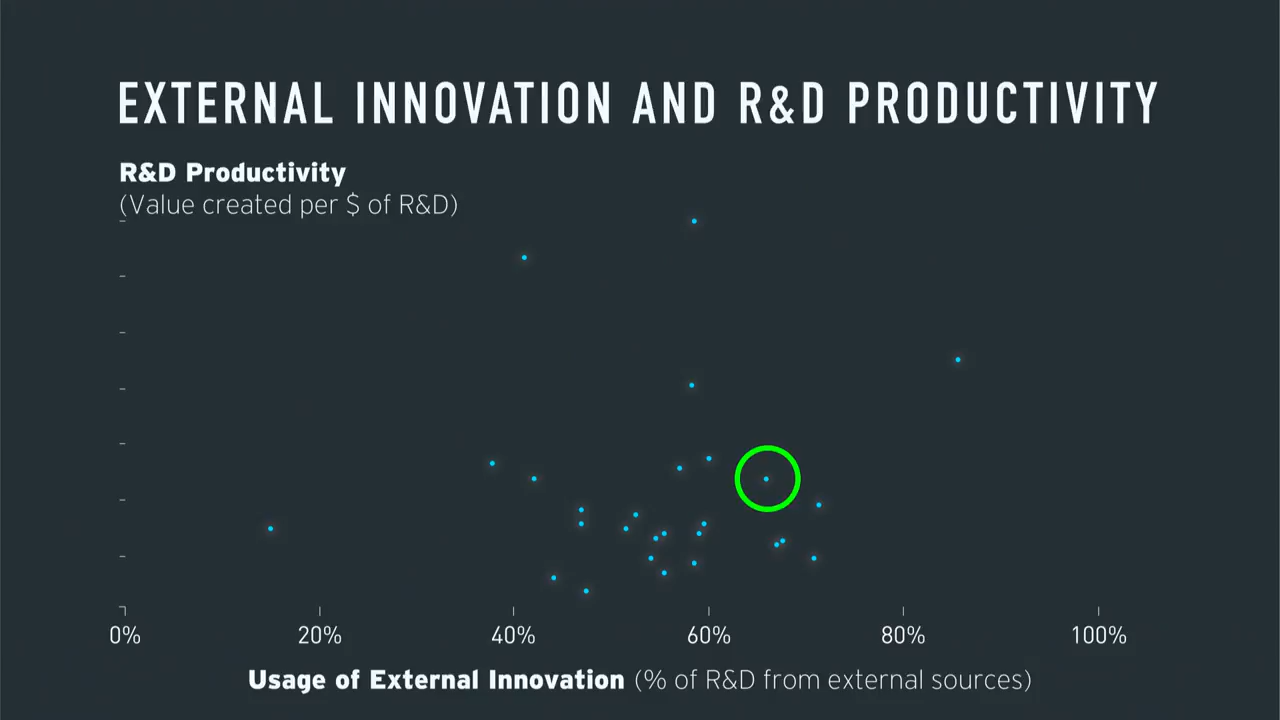 EXTERNAL INNOVATION AND R&D PRODUCTIVITY
R&D Productivity
(Value created per $ of R&D)
0% 20% 40% 60% 80% 100%
Usage of External Innovation (% of R&D from external sources)